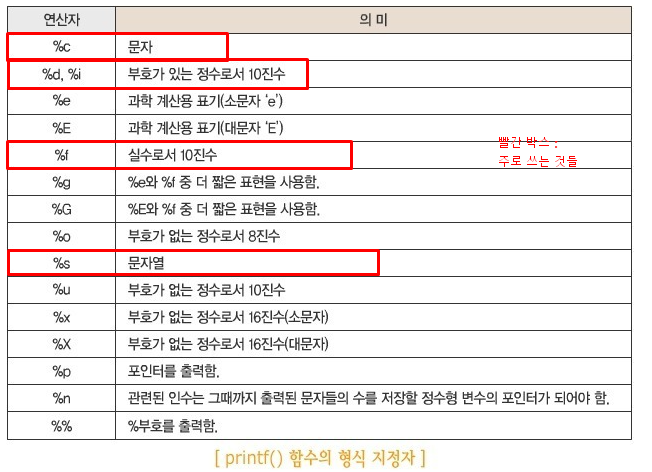 연산자 의 미
%c 문자
%d, %i 부호가 있는 정수로서 10진수
%e 과학 계산용 표기(소문자 ‘e’)
%E 과학 계산용 표기(대문자 ‘E’)
%f 실수로서 10진수
빨간 박스 :
주로 쓰는 것들
%g %e와 %f 중 더 짧은 표현을 사용함.
%G %E와 %f 중 더 짧은 표현을 사용함.
%o 부호가 없는 정수로서 8진수
%s 문자열
%u 부호가 없는 정수로서 10진수
%x 부호가 없는 정수로서 16진수(소문자)
%X 부호가 없는 정수로서 16진수(대문자)
%p 포인터를 출력함.
%n 관련된 인수는 그때까지 출력된 문자들의 수를 저장할 정수형 변수의 포인터가 되어야 함.
%% %부호를 출력함.
[ printf() 함수의 형식 지정자 ]